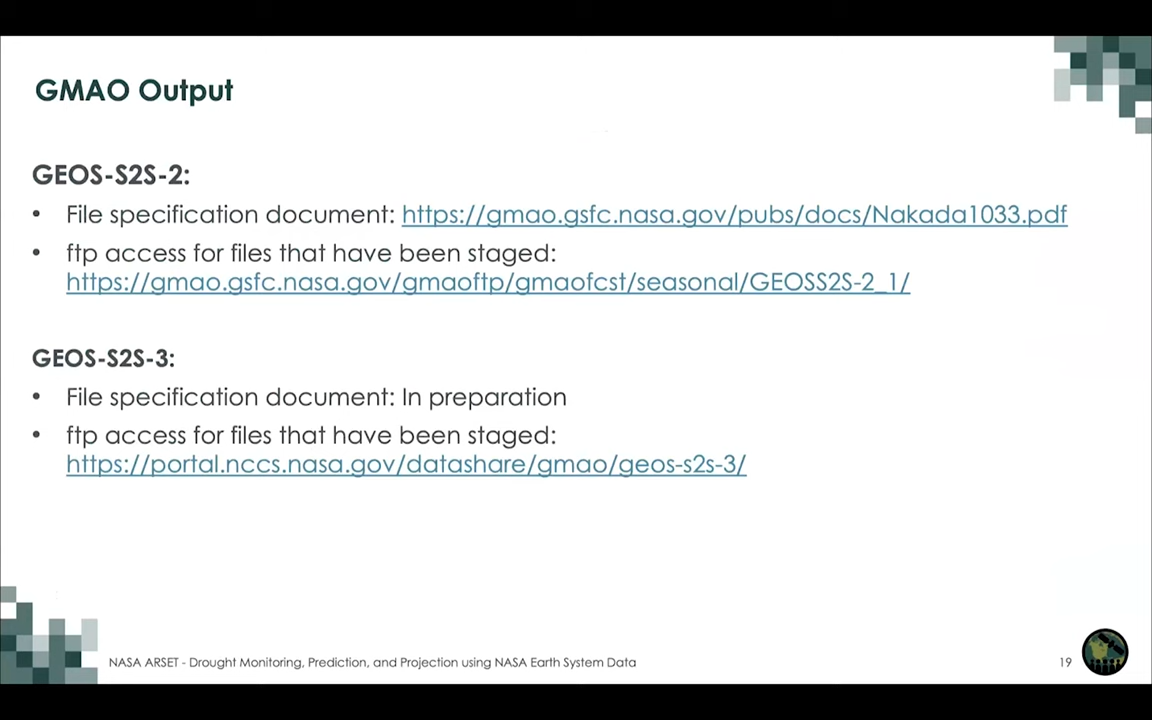 GMAO Output
GEOS-S2S-2:
• File specification document: https://gmao.gsfc.nasa.gov/pubs/docs/Nakada1033.pdf
• ftp access for files that have been staged:
https://gmao.gsfc.nasa.gov/gmaoftp/gmaofcst/seasonal/GEOSS2S-2_1/
GEOS-S2S-3:
• File specification document: In preparation
• ftp access for files that have been staged:
https://portal.nccs.nasa.gov/datashare/gmao/geos-s2s-3/
NASA ARSET - Drought Monitoring, Prediction, and Projection using NASA Earth System Data
19